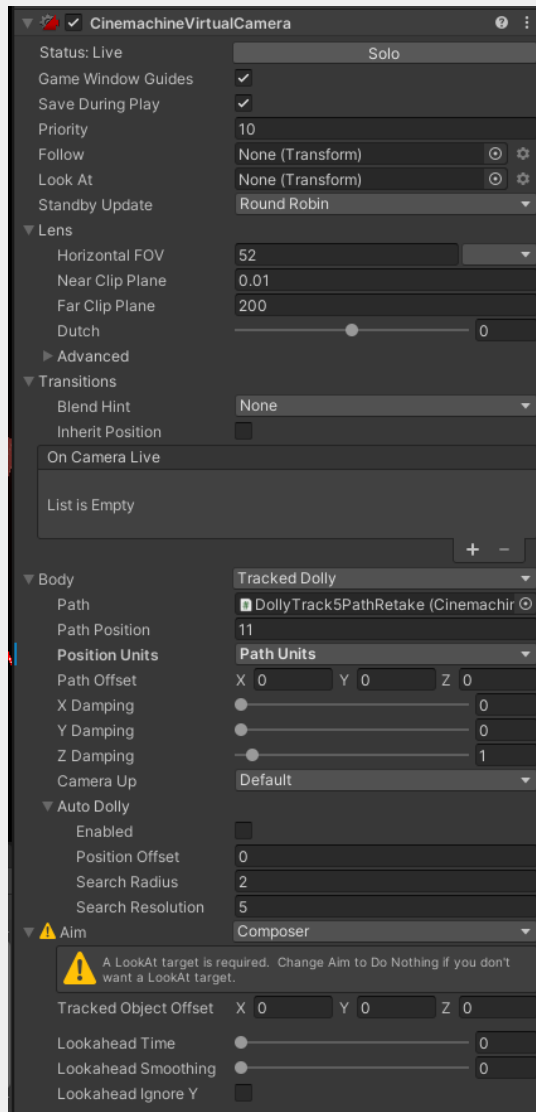 CinemachineVirtualCamera
Status: Live Solo
Game Window Guides
Save During Play
Priority 10
Follow None (Transform)
Look At None (Transform)
Standby Update Round Robin
Lens
Horizontal FOV 52
Near Clip Plane 0.01
Far Clip Plane 200
Dutch 0
Advanced
Transitions
Blend Hint None
Inherit Position
On Camera Live
List is Empty
Body Tracked Dolly
Path DollyTrack5PathRetake (Cinemachin
Path Position 11
Position Units Path Units
Path Offset X 0 Y 0 Z 0
X Damping 0
Y Damping 0
Z Damping 1
Camera Up Default
Auto Dolly
Enabled
Position Offset 0
Search Radius 2
Search Resolution 5
Aim Composer
A LookAt target is required. Change Aim to Do Nothing if you don't
want a LookAt target.
Tracked Object Offset X 0 Y 0 Z 0
Lookahead Time 0
Lookahead Smoothing 0
Lookahead Ignore Y